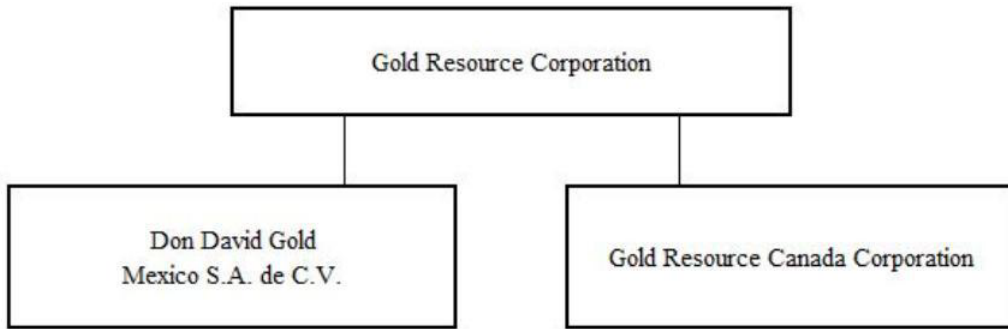 Gold Resource Corporation
Don David Gold
Mexico S.A. de C.V.
Gold Resource Canada Corporation